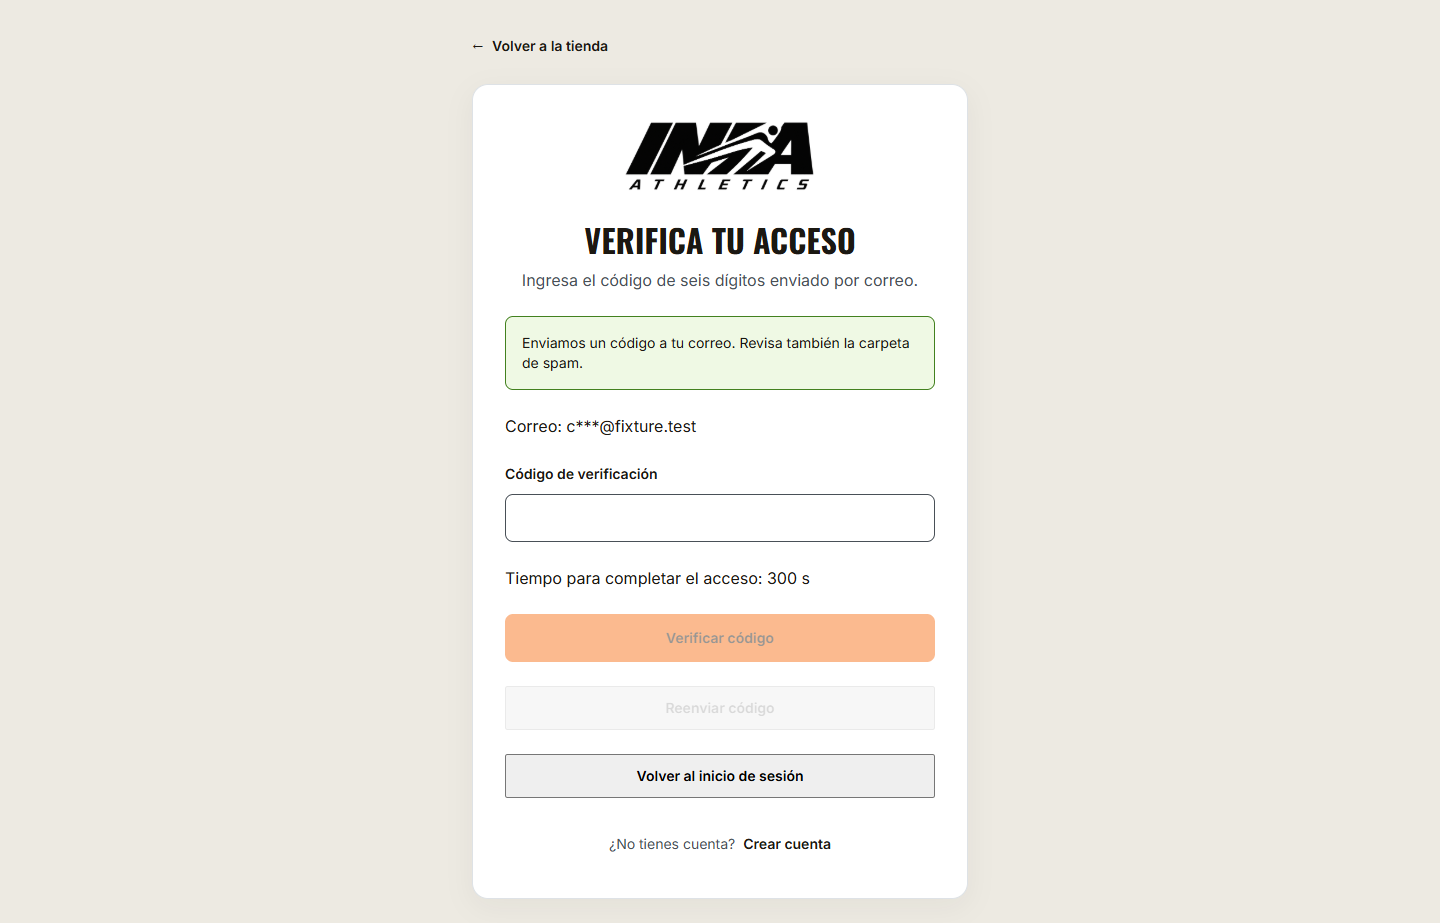 ← Volver a la tienda
INFA
ATHLETICS
VERIFICA TU ACCESO
Ingresa el código de seis dígitos enviado por correo.
Enviamos un código a tu correo. Revisa también la carpeta
de spam.
Correo: c***@fixture.test
Código de verificación
Tiempo para completar el acceso: 300 s
Verificar código
Reenviar código
Volver al inicio de sesión
¿No tienes cuenta? Crear cuenta